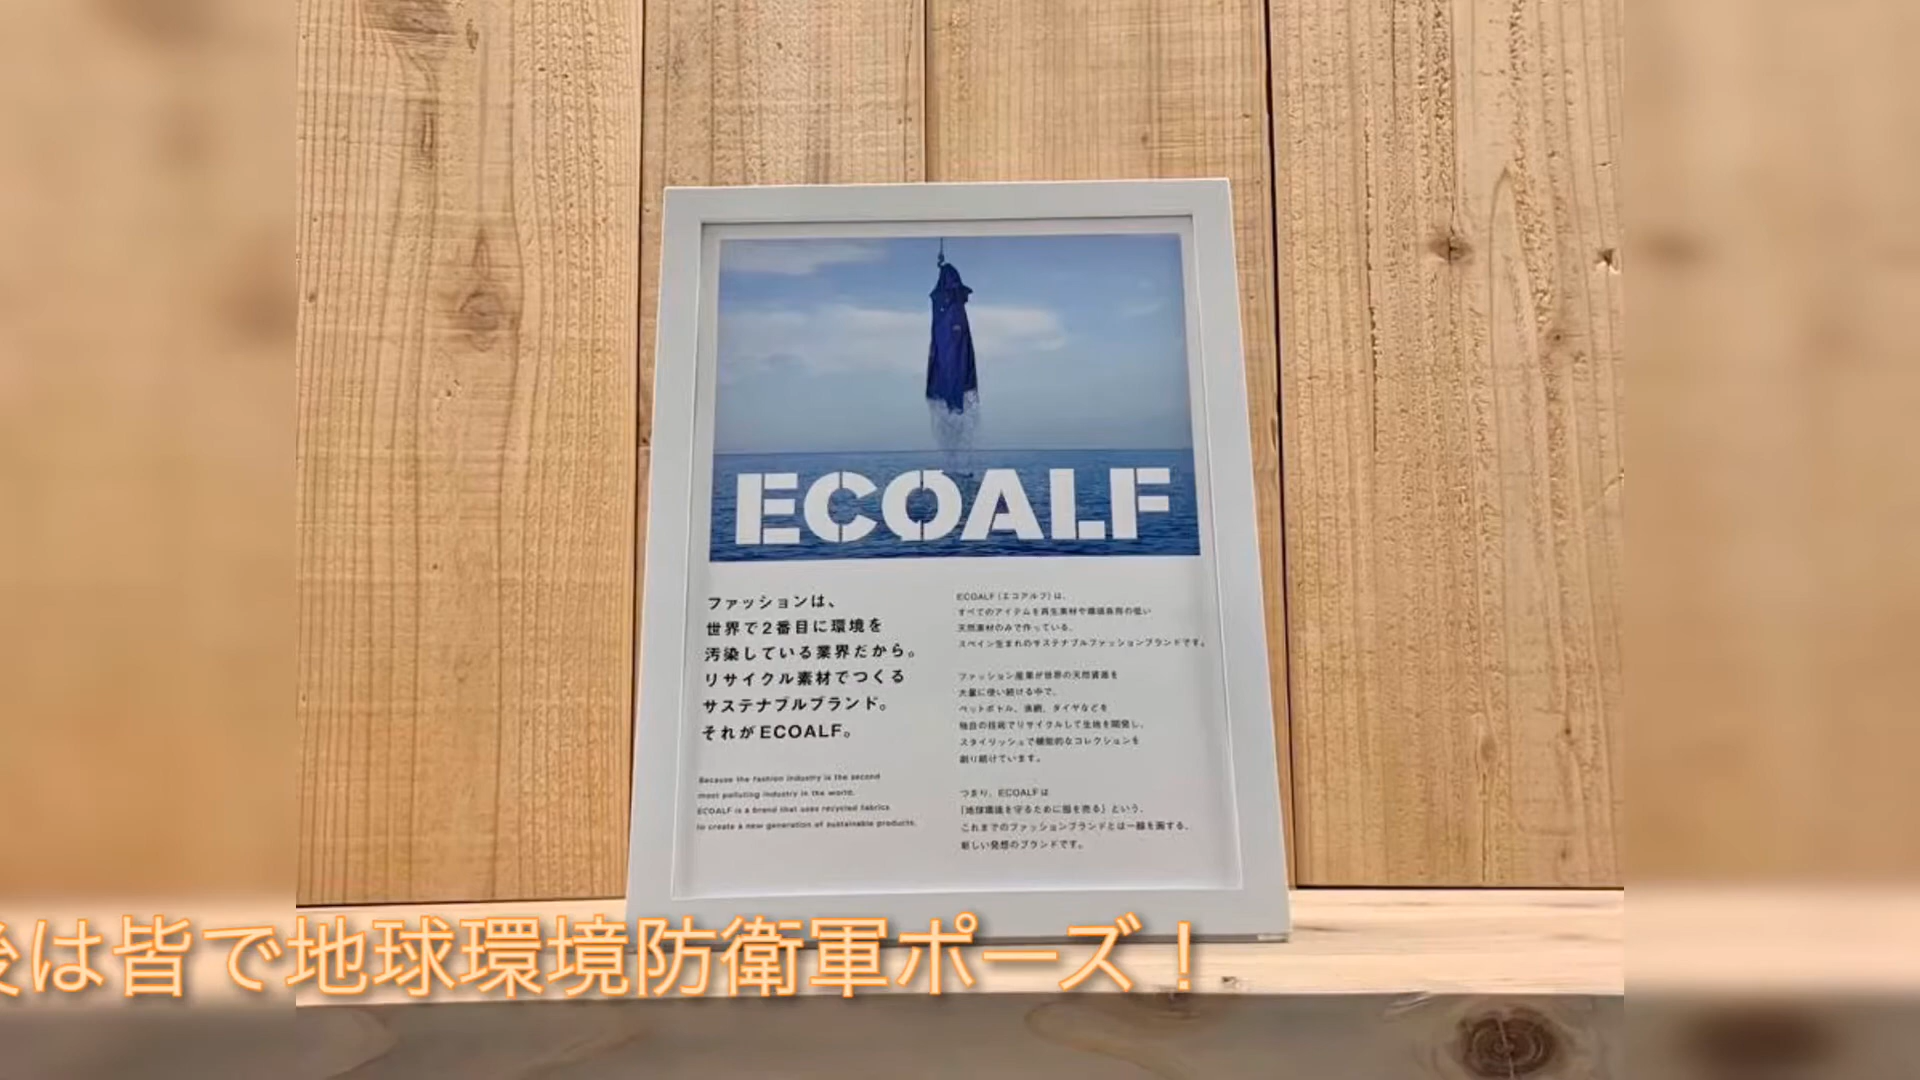 ECOALF
ファッションは、
世界で2番目に環境を
汚染している業界だから。
リサイクル素材でつくる
サステナブルブランド。
それがECOALF。
Because the fashion industry is the second
most polluting industry in the world.
ECOALF is a brand that uses recycled fabrics
to create a new generation of sustainable products.
ECOALF(エコアルフ)は、
すべてのアイテムを再生素材や環境負荷の低い
天然素材のみで作っている、
スペイン生まれのサステナブルファッションブランドです。
ファッション産業が世界の天然資源を
大量に使い続ける中で、
ペットボトル、漁網、タイヤなどを
独自の技術でリサイクルして生地を開発し、
スタイリッシュで機能的なコレクションを
創り続けています。
つまり、ECOALFは
「地球環境を守るために服を売る」という、
これまでのファッションブランドとは一線を画する、
新しい発想のブランドです。
後は皆で地球環境防衛軍ポーズ！